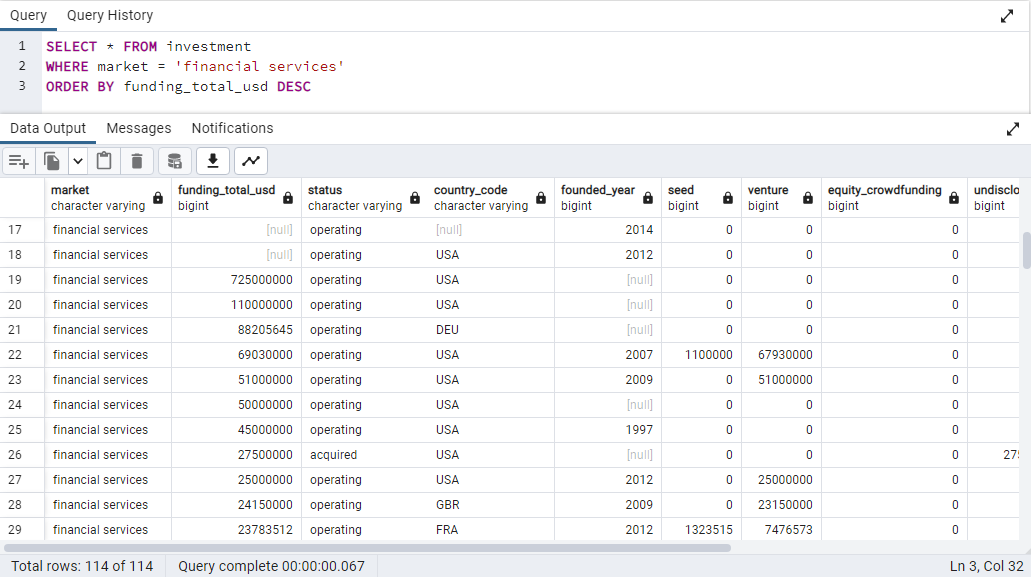 Query Query History
1 SELECT * FROM investment
2 WHERE market = 'financial services'
3 ORDER BY funding_total_usd DESC
Data Output Messages Notifications
market funding_total_usd status country_code founded_year seed venture equity_crowdfunding undisclo
character varying bigint character varying character varying bigint bigint bigint bigint bigint
17 financial services [null] operating [null] 2014 0 0 0
18 financial services [null] operating USA 2012 0 0 0
19 financial services 725000000 operating USA [null] 0 0 0
20 financial services 110000000 operating USA [null] 0 0 0
21 financial services 88205645 operating DEU [null] 0 0 0
22 financial services 69030000 operating USA 2007 1100000 67930000 0
23 financial services 51000000 operating USA 2009 0 51000000 0
24 financial services 50000000 operating USA [null] 0 0 0
25 financial services 45000000 operating USA 1997 0 0 0
26 financial services 27500000 acquired USA [null] 0 0 0 27
27 financial services 25000000 operating USA 2012 0 25000000 0
28 financial services 24150000 operating GBR 2009 0 23150000 0
29 financial services 23783512 operating FRA 2012 1323515 7476573 0
Total rows: 114 of 114 Query complete 00:00:00.067 Ln 3, Col 32